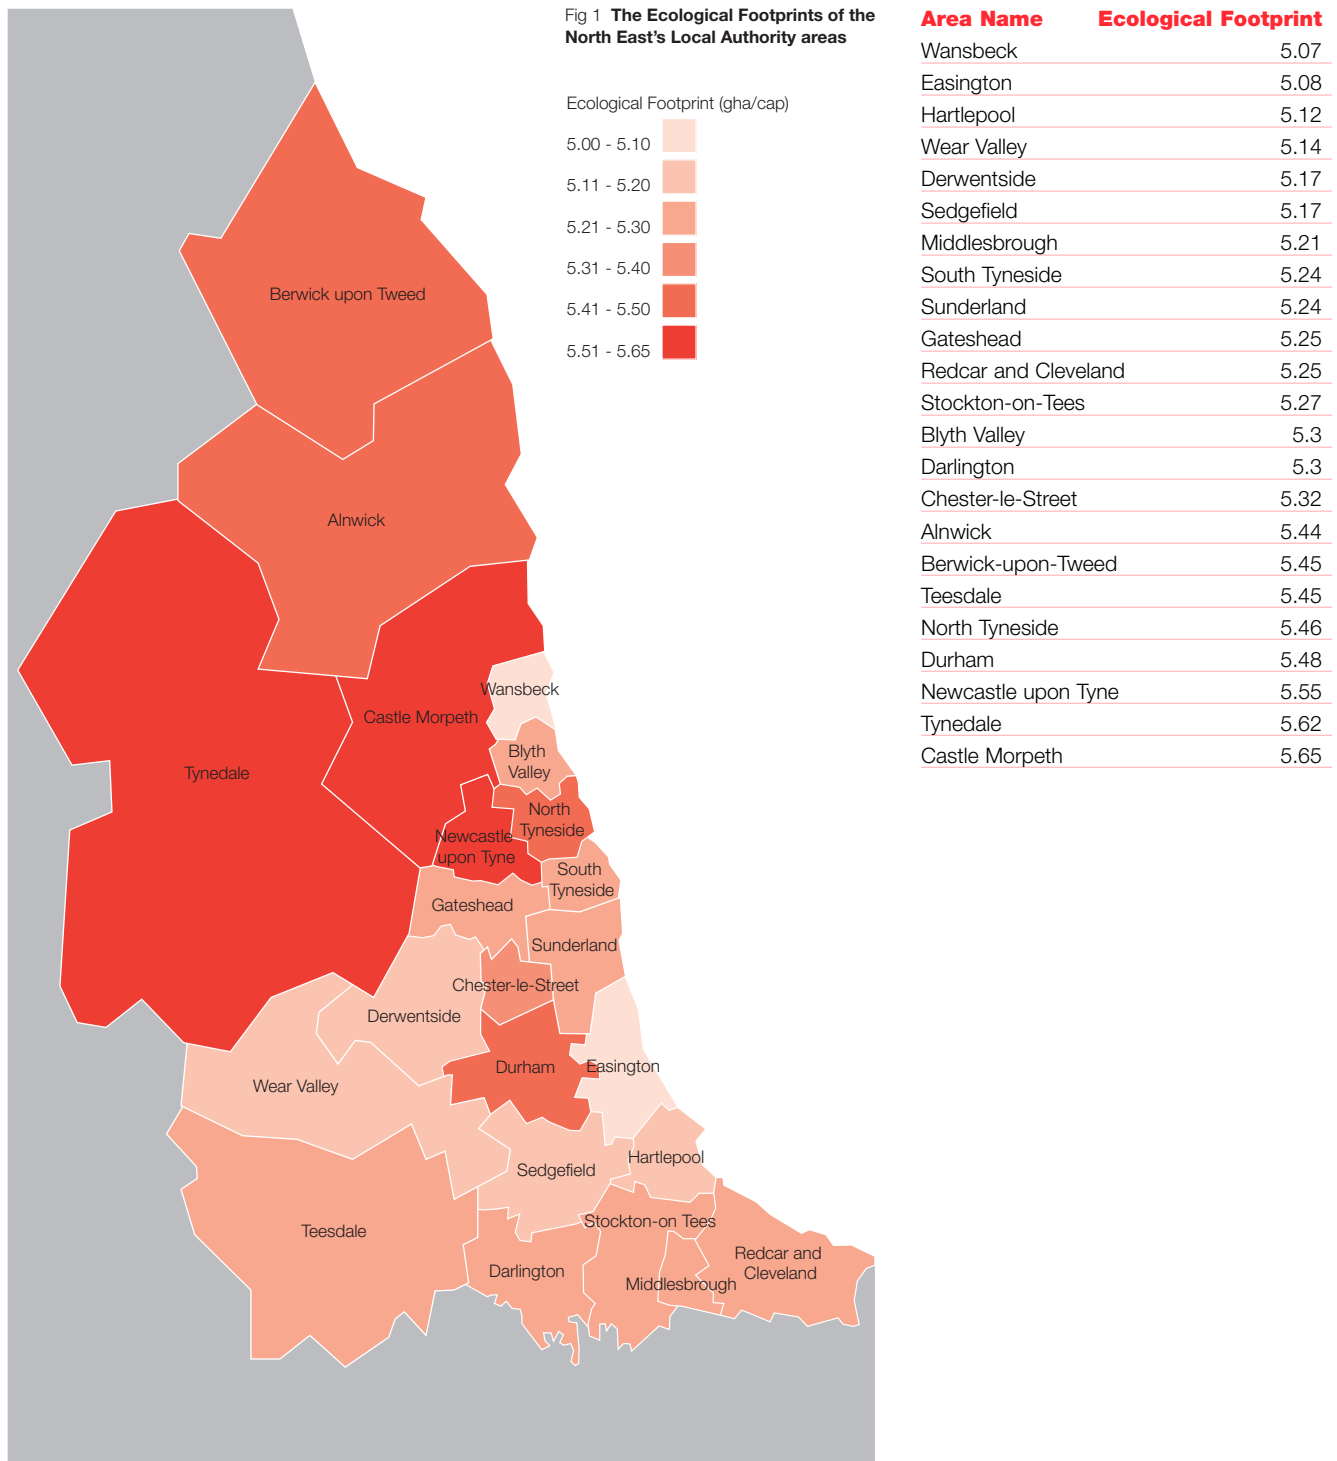 Fig 1 The Ecological Footprints of the
North East's Local Authority areas
Ecological Footprint (gha/cap)
5.00 - 5.10
5.11 - 5.20
5.21 - 5.30
5.31 - 5.40
5.41 - 5.50
5.51 - 5.65
Berwick upon Tweed
Alnwick
Wansbeck
Castle Morpeth
Blyth
Valley
Tynedale
North
Tyneside
Newcastle
upon Tyne
South
Tyneside
Gateshead
Sunderland
Chester-le-Street
Derwentside
Durham
Easington
Wear Valley
Hartlepool
Sedgefield
Stockton-on Tees
Teesdale
Redcar and
Cleveland
Darlington
Middlesbrough
Area Name Ecological Footprint
Wansbeck 5.07
Easington 5.08
Hartlepool 5.12
Wear Valley 5.14
Derwentside 5.17
Sedgefield 5.17
Middlesbrough 5.21
South Tyneside 5.24
Sunderland 5.24
Gateshead 5.25
Redcar and Cleveland 5.25
Stockton-on-Tees 5.27
Blyth Valley 5.3
Darlington 5.3
Chester-le-Street 5.32
Alnwick 5.44
Berwick-upon-Tweed 5.45
Teesdale 5.45
North Tyneside 5.46
Durham 5.48
Newcastle upon Tyne 5.55
Tynedale 5.62
Castle Morpeth 5.65